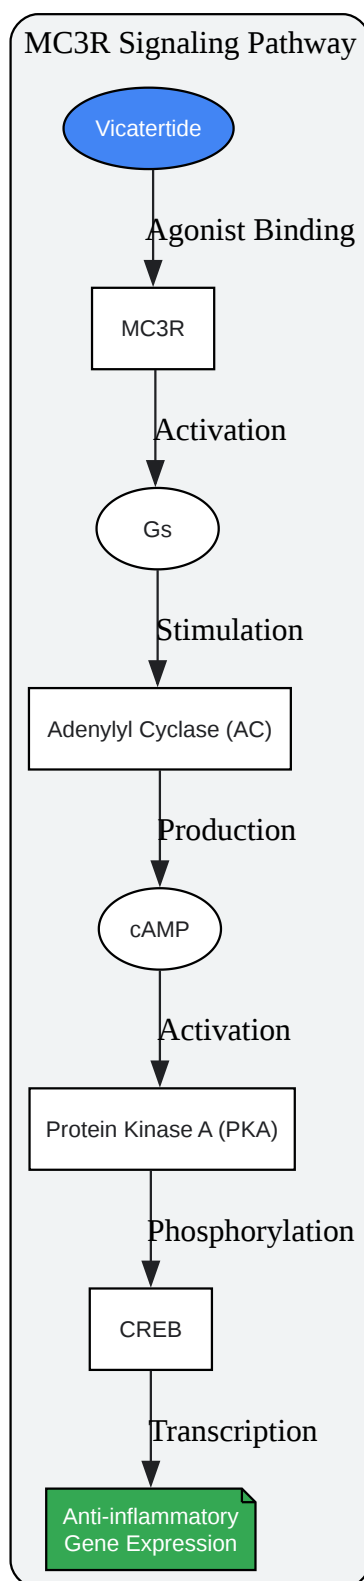 MC3R Signaling Pathway
Vicatertide
Agonist Binding
MC3R
Activation
Gs
Stimulation
Adenylyl Cyclase (AC)
Production
cAMP
Activation
Protein Kinase A (PKA)
Phosphorylation
CREB
Transcription
Anti-inflammatory
Gene Expression